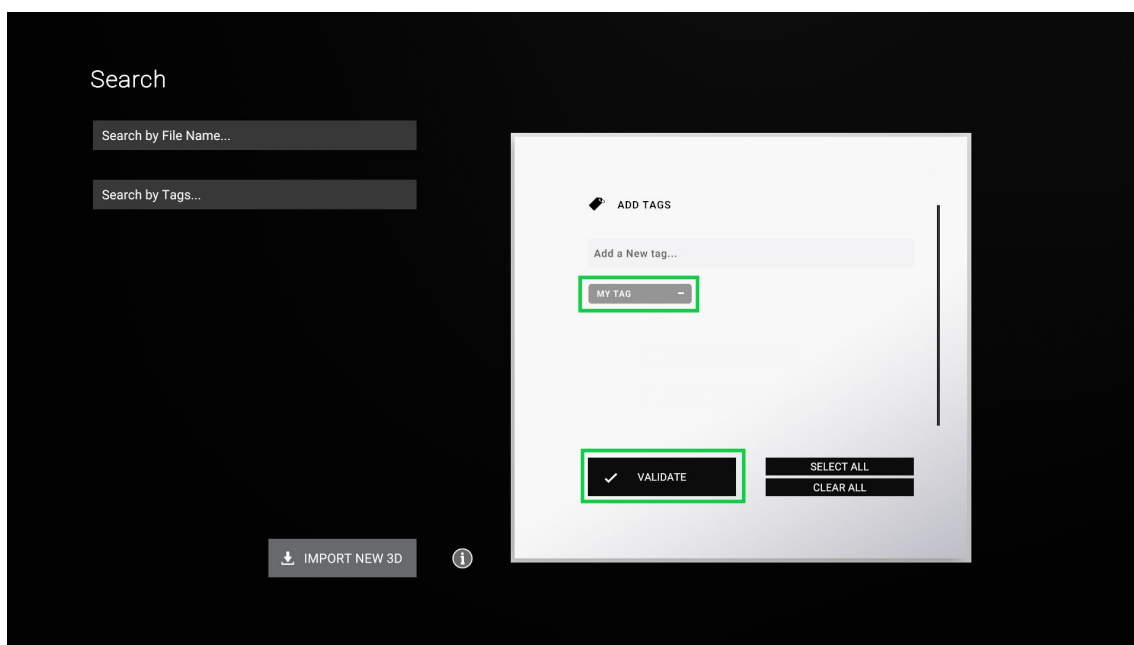 Search
Search by File Name...
Search by Tags...
ADD TAGS
Add a New tag...
MY TAG
VALIDATE
SELECT ALL
CLEAR ALL
IMPORT NEW 3D